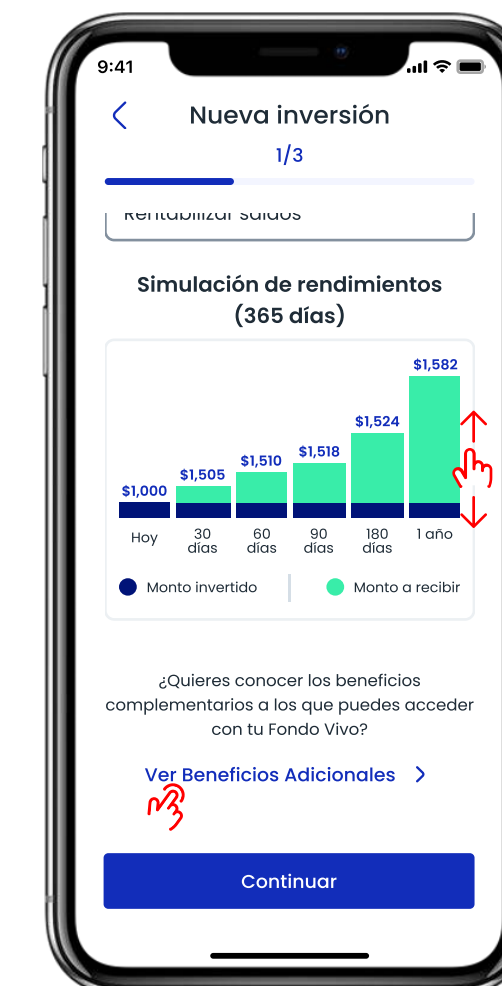 9:41
Nueva inversión
1/3
Rentabilizar saldos
Simulación de rendimientos
(365 días)
$1,582
$1,524
$1,518
$1,510
$1,505
$1,000
Hoy
30
días
60
días
90
días
180
días
1 año
Monto invertido
Monto a recibir
¿Quieres conocer los beneficios
complementarios a los que puedes acceder
con tu Fondo Vivo?
Ver Beneficios Adicionales
Continuar